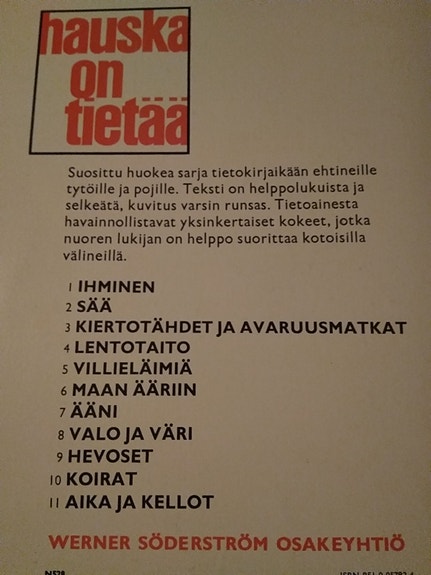 hauska
on
tietää
Suosittu huokea sarja tietokirjaikään ehtineille
tytöille ja pojille. Teksti on helppolukuista ja
selkeätä, kuvitus varsin runsas. Tietoainesta
havainnollistavat yksinkertaiset kokeet, jotka
nuoren lukijan on helppo suorittaa kotoisilla
välineillä.
1 IHMINEN
2 SÄÄ
3 KIERTOTÄHDET JA AVARUUSMATKAT
4 LENTOTAITO
5 VILLIELÄIMIÄ
6 MAAN ÄÄRIIN
7 ÄÄNI
8 VALO JA VÄRI
9 HEVOSET
10 KOIRAT
11 AIKA JA KELLOT
WERNER SÖDERSTRÖM OSAKEYHTIÖ